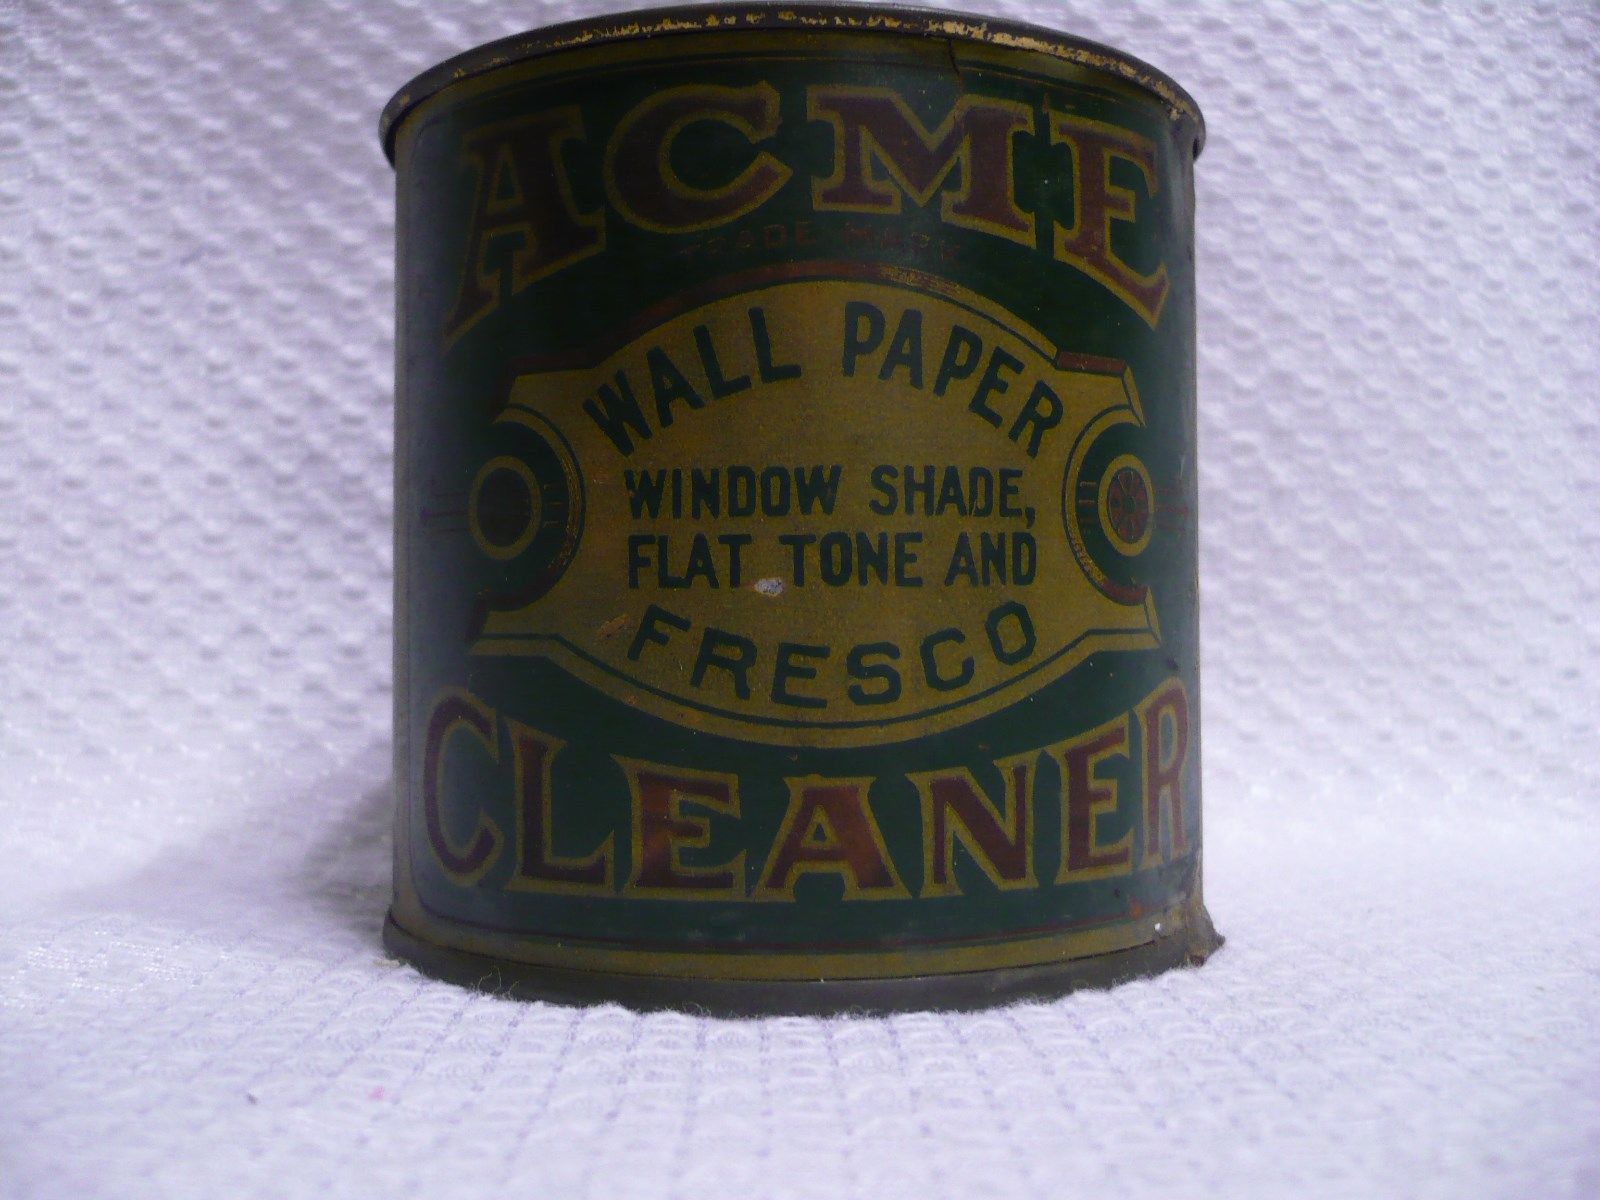 ACME
TRADE MARK
WALL PAPER
WINDOW SHADE,
FLAT TONE AND
FRESCO
CLEANER